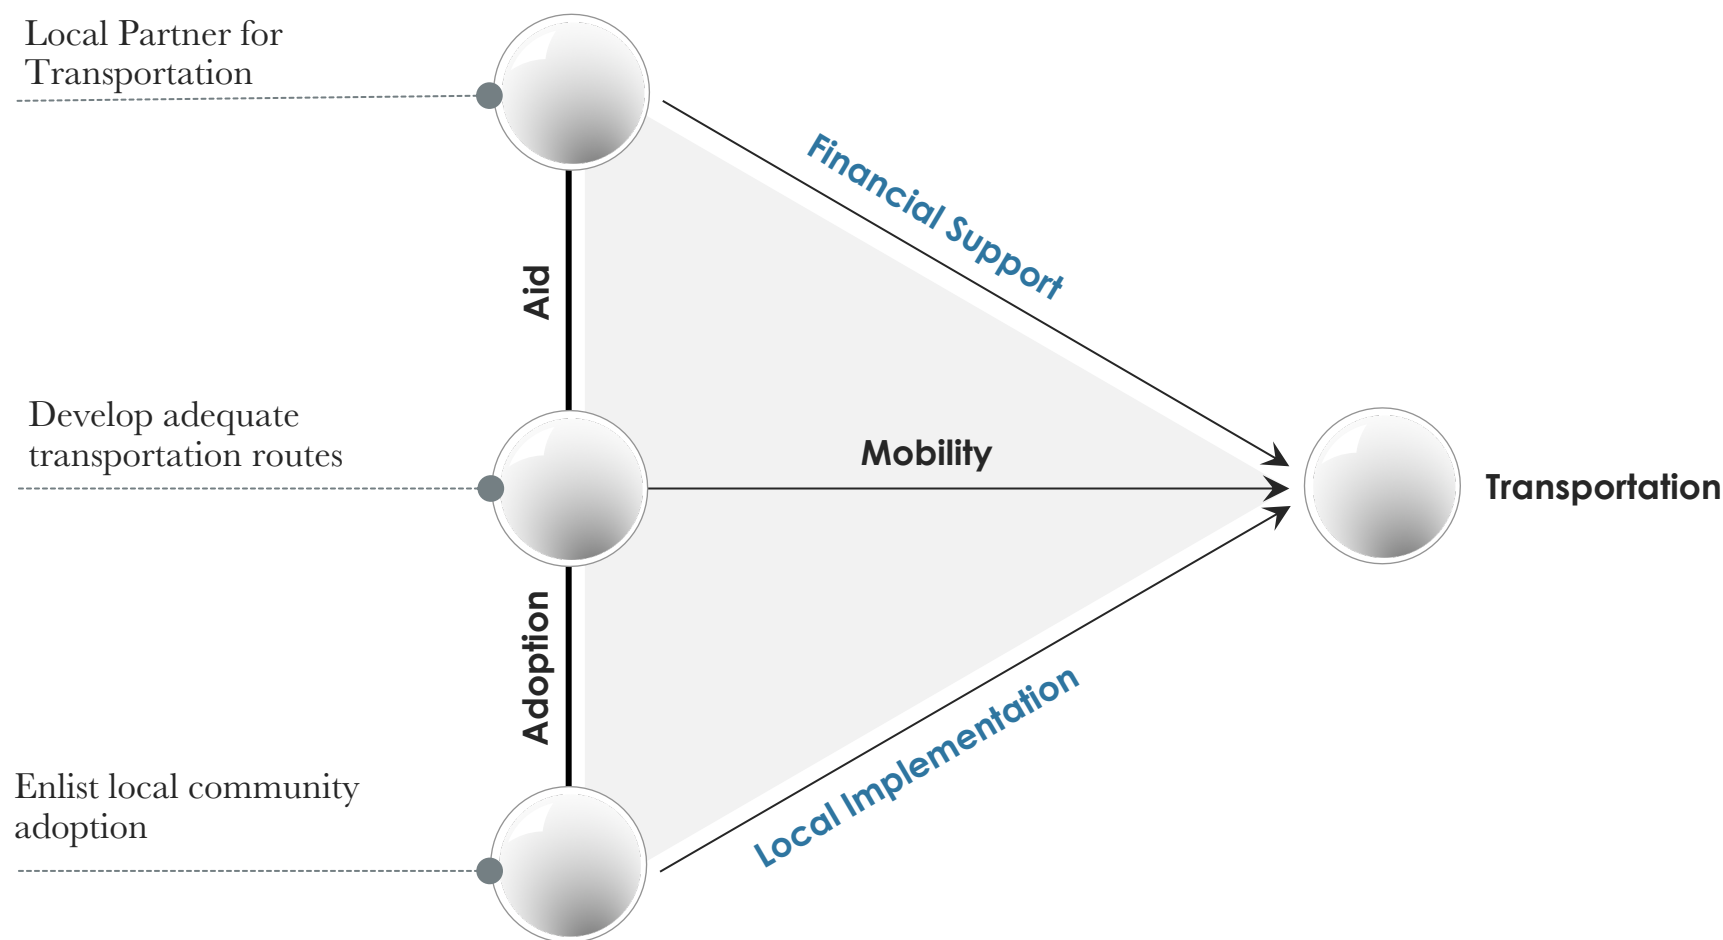 Local Partner for
Transportation
Financial Support
Aid
Develop adequate
transportation routes
Mobility
Transportation
Adoption
Local Implementation
Enlist local community
adoption